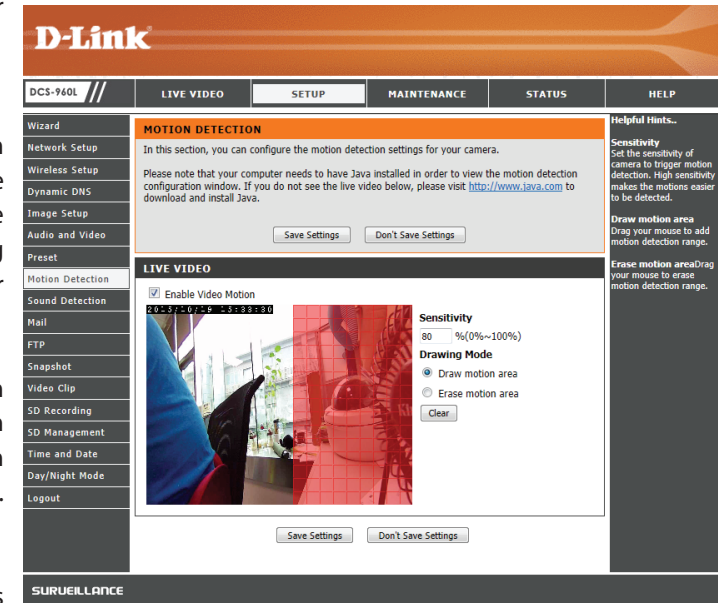 D-Link
DCS-960L
LIVE VIDEO
SETUP
MAINTENANCE
STATUS
HELP
Wizard
Network Setup
Wireless Setup
Dynamic DNS
Image Setup
Audio and Video
Preset
Motion Detection
Sound Detection
Mail
FTP
Snapshot
Video Clip
SD Recording
SD Management
Time and Date
Day/Night Mode
Logout
MOTION DETECTION
In this section, you can configure the motion detection settings for your camera.
Please note that your computer needs to have Java installed in order to view the motion detection
configuration window. If you do not see the live video below, please visit http://www.java.com to
download and install Java.
Save Settings
Don't Save Settings
LIVE VIDEO
Enable Video Motion
2015/10/19 15:33:30
Sensitivity
80 %(0%~100%)
Drawing Mode
Draw motion area
Erase motion area
Clear
Save Settings
Don't Save Settings
Helpful Hints..
Sensitivity
Set the sensitivity of
camera to trigger motion
detection. High sensitivity
makes the motions easier
to be detected.
Draw motion area
Drag your mouse to add
motion detection range.
Erase motion areaDrag
your mouse to erase
motion detection range.
SURVEILLANCE